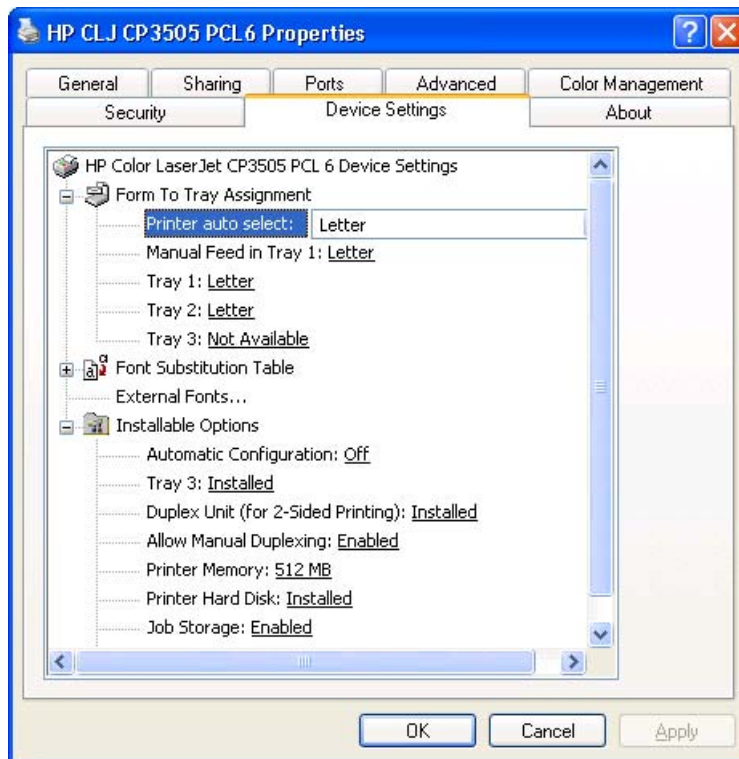 HP CLJ CP3505 PCL6 Properties
General Sharing Ports Advanced Color Management
Security Device Settings About
HP Color LaserJet CP3505 PCL 6 Device Settings
Form To Tray Assignment
Printer auto select: Letter
Manual Feed in Tray 1: Letter
Tray 1: Letter
Tray 2: Letter
Tray 3: Not Available
Font Substitution Table
External Fonts...
Installable Options
Automatic Configuration: Off
Tray 3: Installed
Duplex Unit (for 2-Sided Printing): Installed
Allow Manual Duplexing: Enabled
Printer Memory: 512 MB
Printer Hard Disk: Installed
Job Storage: Enabled
OK Cancel Apply